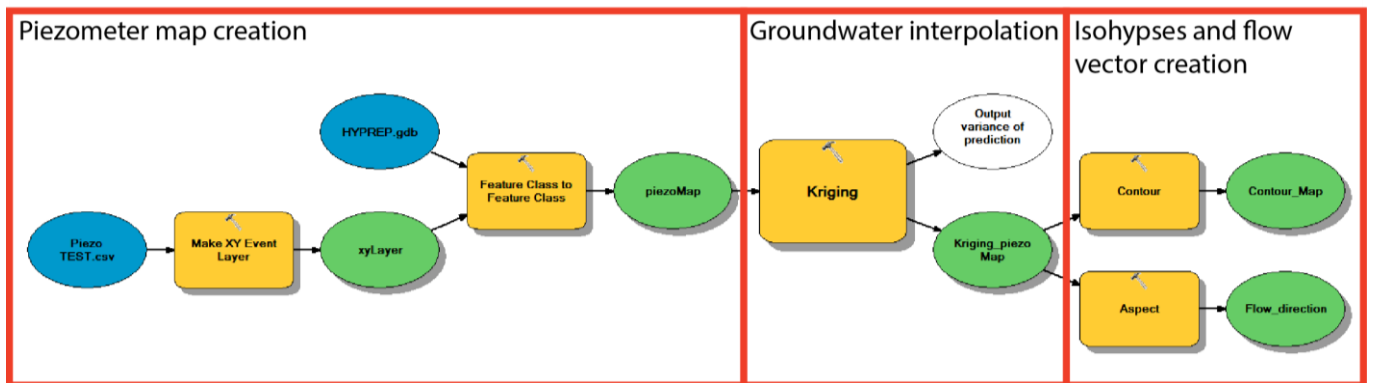 Piezometer map creation
Groundwater interpolation
Isohypses and flow
vector creation
HYPREP.gdb
Output
variance of
prediction
Feature Class to
Feature Class
piezoMap
Kriging
Contour
Contour_Map
Piezo
TEST.csv
Make XY Event
Layer
xyLayer
Kriging_piezo
Map
Aspect
Flow_direction